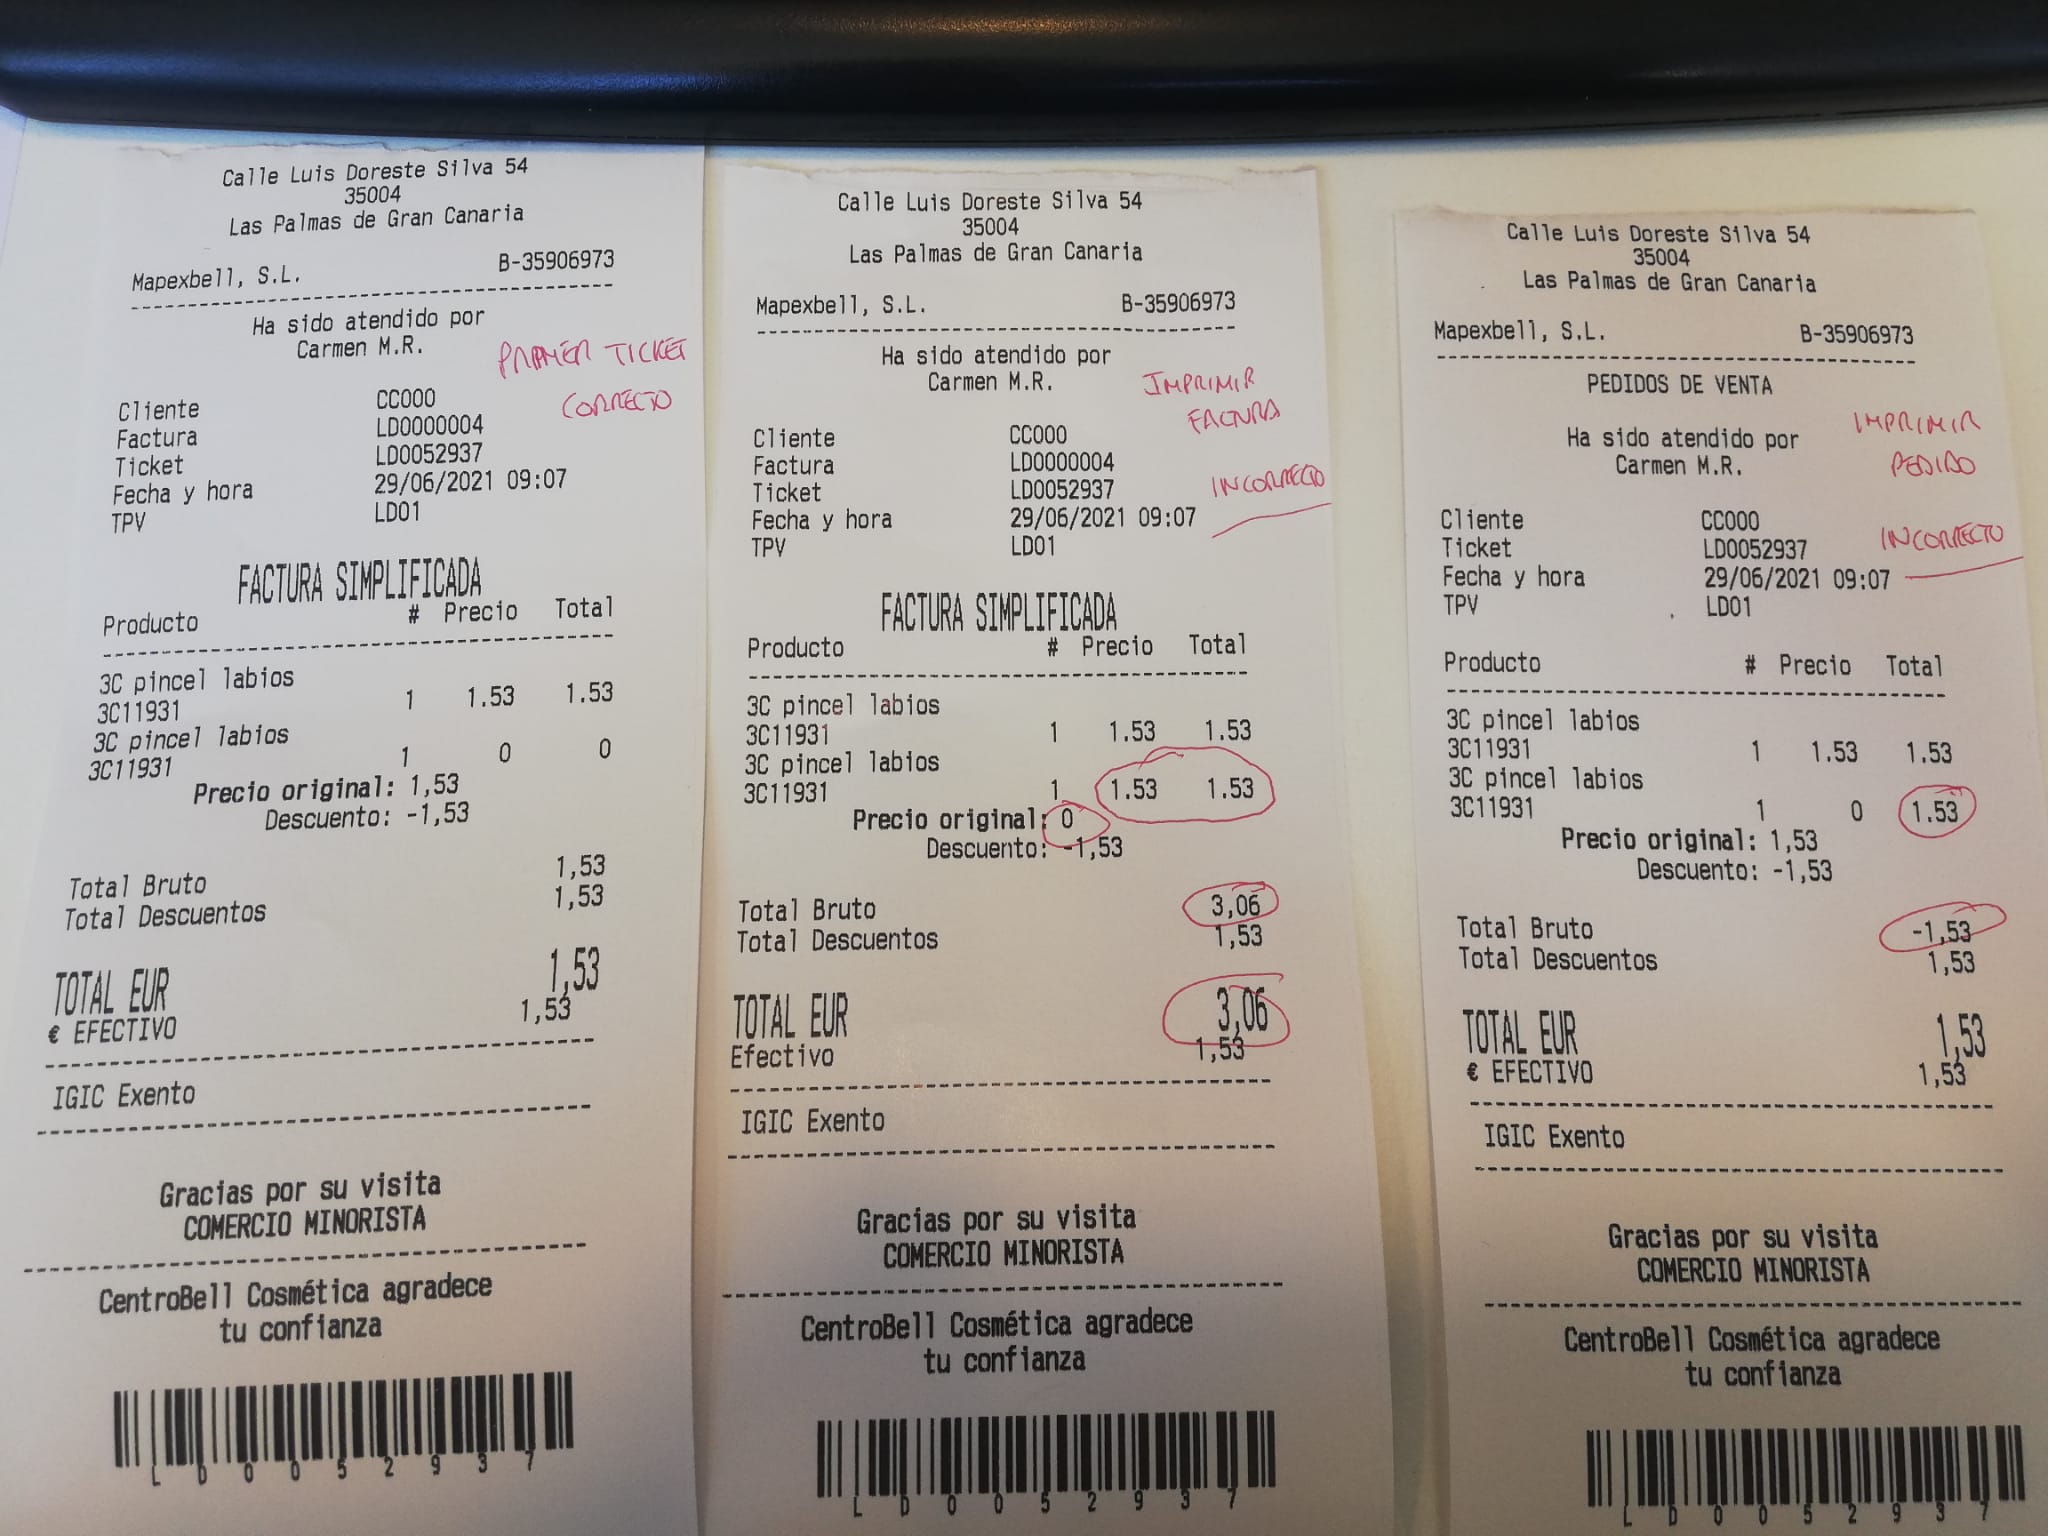 Calle Luis Doreste Silva 54
35004
Las Palmas de Gran Canaria
Mapexbell, S.L. B-35906973
Ha sido atendido por
Carmen M.R.
PRIMER TICKET
CORRECTO
Cliente CC000
Factura LD0000004
Ticket LD0052937
Fecha y hora 29/06/2021 09:07
TPV LD01
FACTURA SIMPLIFICADA
Producto # Precio Total
3C pincel labios
3C11931 1 1.53 1.53
3C pincel labios
3C11931 1 0 0
Precio original: 1,53
Descuento: -1,53
Total Bruto 1,53
Total Descuentos 1,53
TOTAL EUR 1,53
€ EFECTIVO 1,53
IGIC Exento
Gracias por su visita
COMERCIO MINORISTA
CentroBell Cosmética agradece
tu confianza
LD0052937
Calle Luis Doreste Silva 54
35004
Las Palmas de Gran Canaria
Mapexbell, S.L. B-35906973
Ha sido atendido por
Carmen M.R.
IMPRIMIR
FACTURA
INCORRECTO
Cliente CC000
Factura LD0000004
Ticket LD0052937
Fecha y hora 29/06/2021 09:07
TPV LD01
FACTURA SIMPLIFICADA
Producto # Precio Total
3C pincel labios
3C11931 1 1.53 1.53
3C pincel labios
3C11931 1 1.53 1.53
Precio original: 0
Descuento: -1,53
Total Bruto 3,06
Total Descuentos 1,53
TOTAL EUR 3,06
Efectivo 1,53
IGIC Exento
Gracias por su visita
COMERCIO MINORISTA
CentroBell Cosmética agradece
tu confianza
LD0052937
Calle Luis Doreste Silva 54
35004
Las Palmas de Gran Canaria
Mapexbell, S.L. B-35906973
PEDIDOS DE VENTA
Ha sido atendido por
Carmen M.R.
IMPRIMIR
PEDIDO
INCORRECTO
Cliente CC000
Ticket LD0052937
Fecha y hora 29/06/2021 09:07
TPV LD01
Producto # Precio Total
3C pincel labios
3C11931 1 1.53 1.53
3C pincel labios
3C11931 1 0 1.53
Precio original: 1,53
Descuento: -1,53
Total Bruto -1,53
Total Descuentos 1,53
TOTAL EUR 1,53
€ EFECTIVO 1,53
IGIC Exento
Gracias por su visita
COMERCIO MINORISTA
CentroBell Cosmética agradece
tu confianza
LD0052937